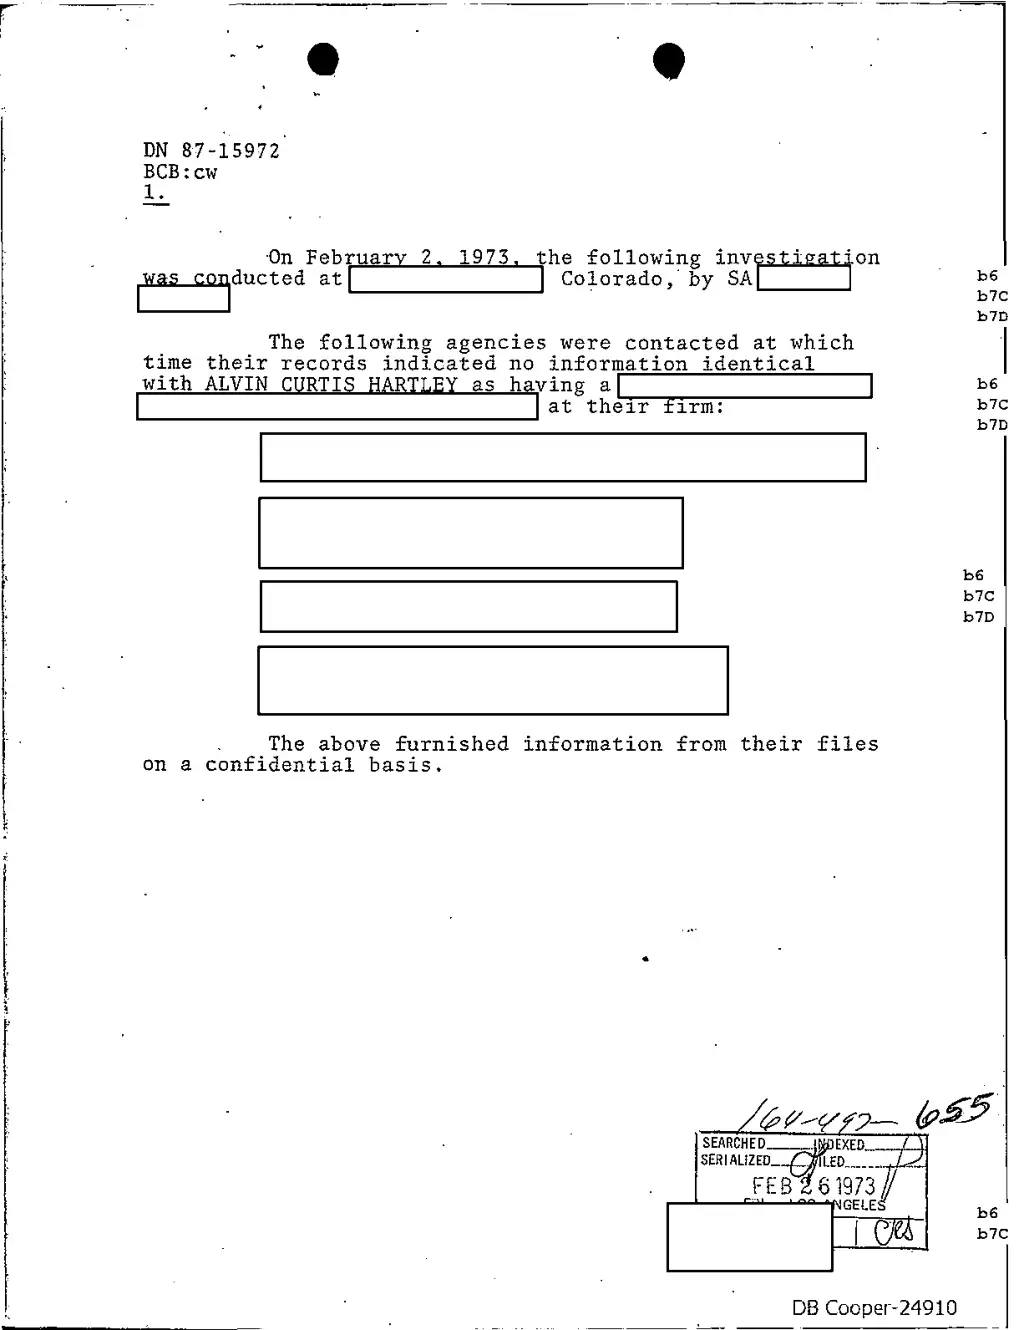 DN 87-15972
BCB:cw
1.
On February 2, 1973, the following investigation
was conducted at Colorado, by SA
b6
b7C
b7D
The following agencies were contacted at which
time their records indicated no information identical
with ALVIN CURTIS HARTLEY as having a
at their firm:
b6
b7C
b7D
b6
b7C
b7D
The above furnished information from their files
on a confidential basis.
164-497-655
SEARCHED INDEXED
SERIALIZED FILED
FEB 26 1973
ANGELES
b6
b7C
DB Cooper-24910